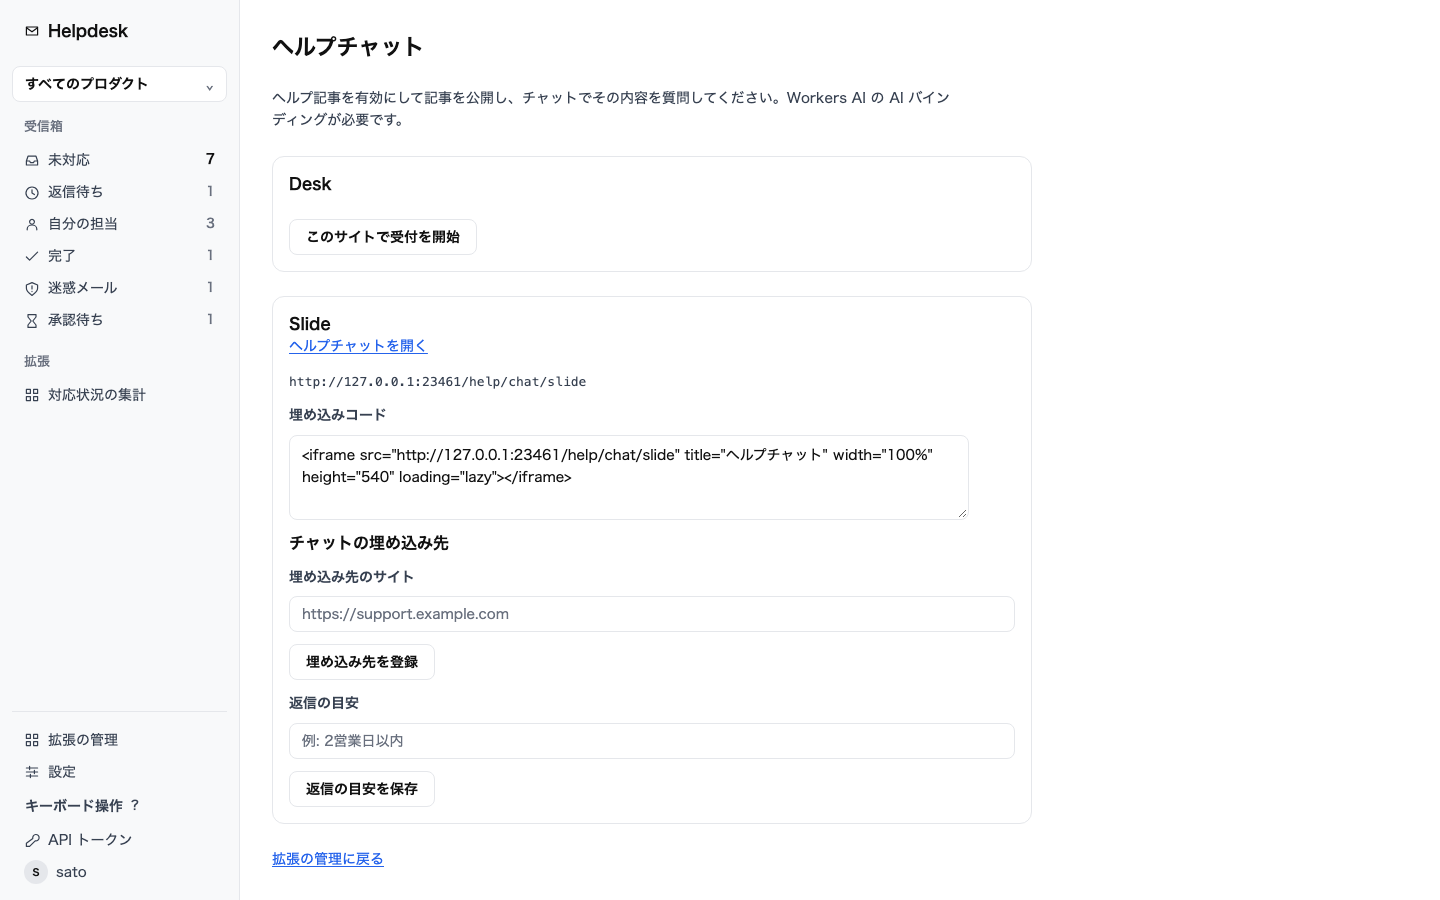 Helpdesk
すべてのプロダクト
受信箱
未対応 7
返信待ち 1
自分の担当 3
完了 1
迷惑メール 1
承認待ち 1
拡張
対応状況の集計
拡張の管理
設定
キーボード操作 ?
API トークン
S sato
ヘルプチャット
ヘルプ記事を有効にして記事を公開し、チャットでその内容を質問してください。Workers AI の AI バイン
ディングが必要です。
Desk
このサイトで受付を開始
Slide
ヘルプチャットを開く
http://127.0.0.1:23461/help/chat/slide
埋め込みコード
<iframe src="http://127.0.0.1:23461/help/chat/slide" title="ヘルプチャット" width="100%"
height="540" loading="lazy"></iframe>
チャットの埋め込み先
埋め込み先のサイト
https://support.example.com
埋め込み先を登録
返信の目安
例: 2営業日以内
返信の目安を保存
拡張の管理に戻る